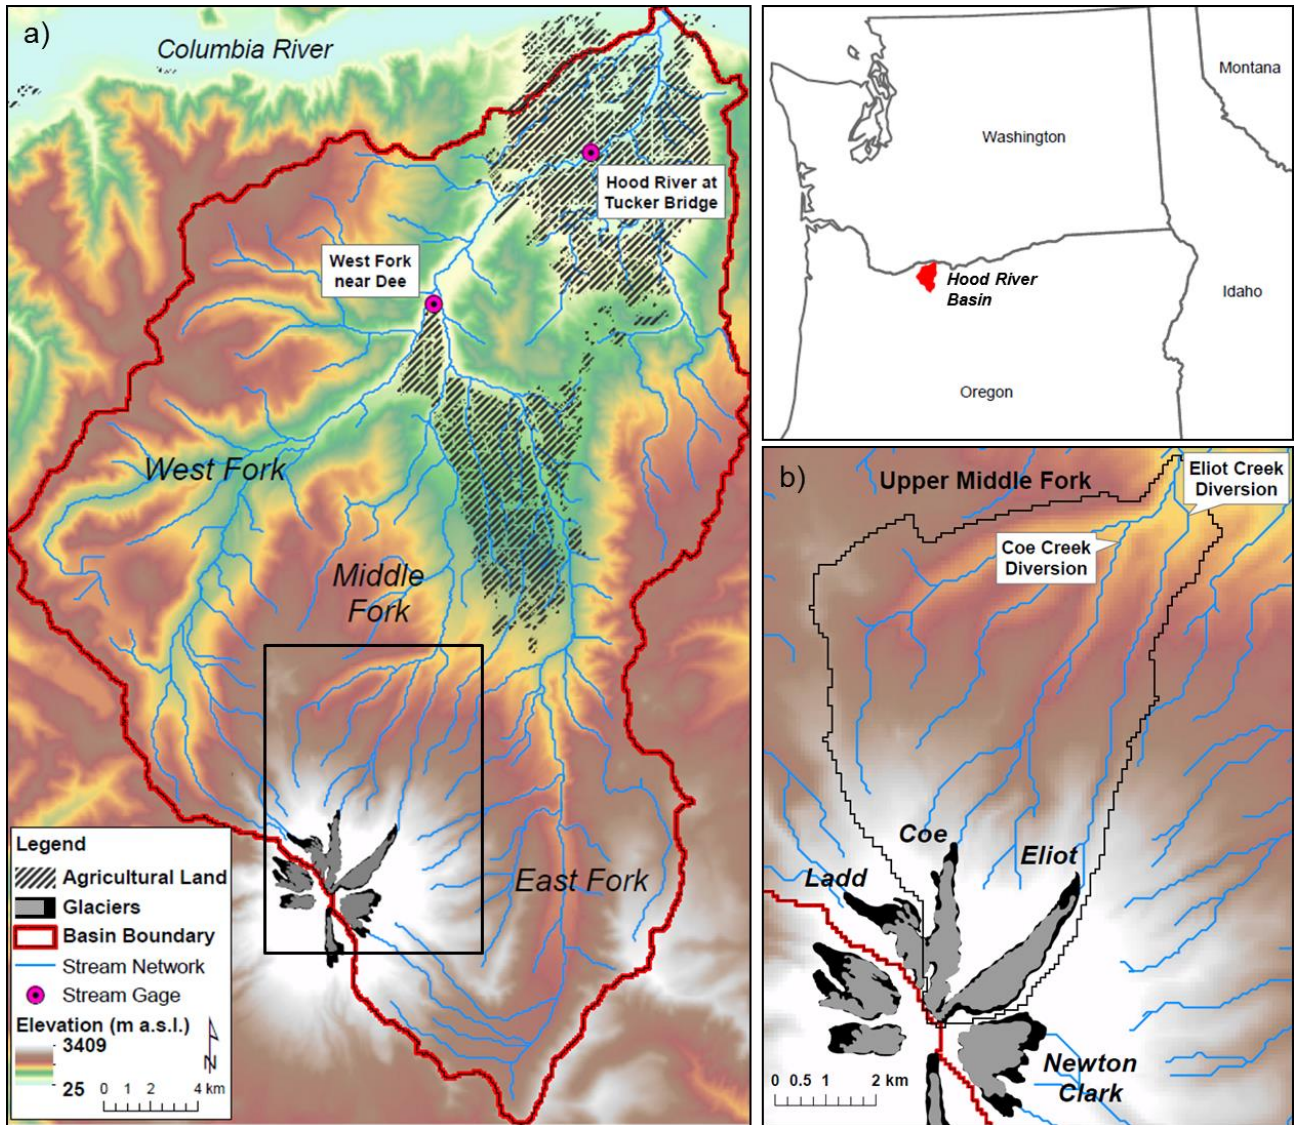 a)
Columbia River
Hood River at
Tucker Bridge
West Fork
near Dee
West Fork
Middle
Fork
East Fork
Legend
Agricultural Land
Glaciers
Basin Boundary
Stream Network
Stream Gage
Elevation (m a.s.l.)
3409
25
N
0 1 2 4 km
Washington
Montana
Hood River
Basin
Idaho
Oregon
b)
Upper Middle Fork
Eliot Creek
Diversion
Coe Creek
Diversion
Coe
Eliot
Ladd
Newton
Clark
0 0.5 1 2 km